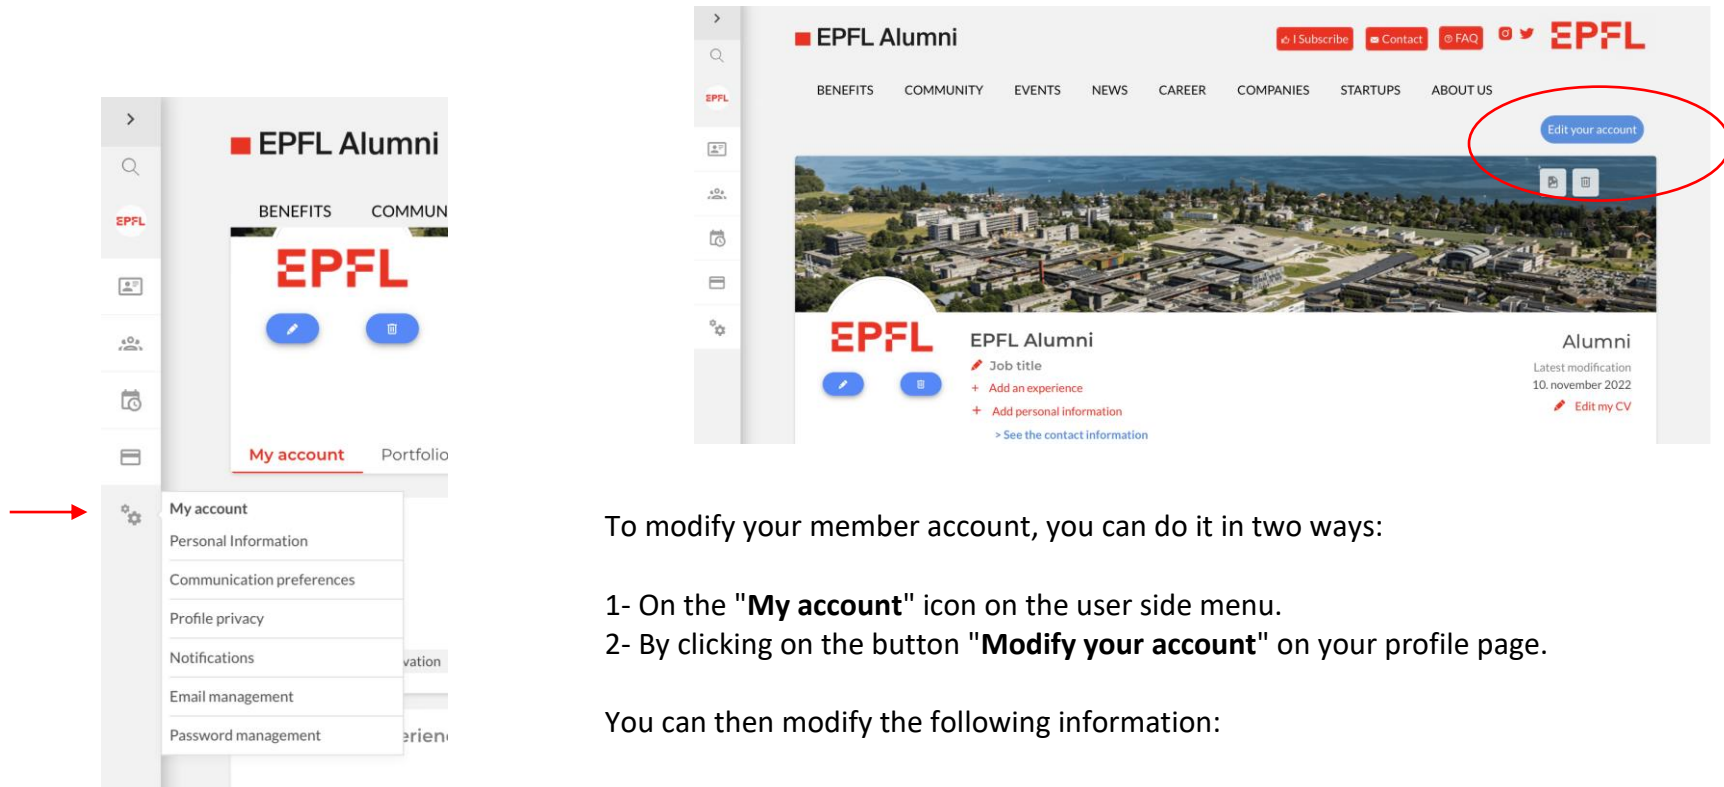 EPFL
EPFL Alumni
BENEFITS COMMUN
EPFL
My account Portfolio
My account
Personal Information
Communication preferences
Profile privacy
Notifications
vation
Email management
Password management
erien
EPFL
EPFL Alumni
I Subscribe Contact FAQ EPFL
BENEFITS COMMUNITY EVENTS NEWS CAREER COMPANIES STARTUPS ABOUT US
Edit your account
EPFL
EPFL Alumni
Job title
+ Add an experience
+ Add personal information
> See the contact information
Alumni
Latest modification
10. november 2022
Edit my CV
To modify your member account, you can do it in two ways:
1- On the "My account" icon on the user side menu.
2- By clicking on the button "Modify your account" on your profile page.
You can then modify the following information: